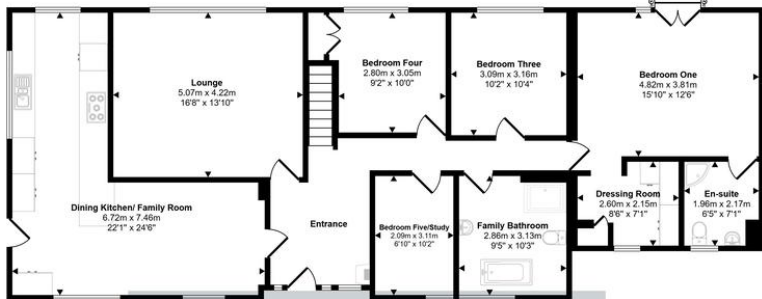 Lounge
5.07m x 4.22m
16'8" x 13'10"
Bedroom Four
2.80m x 3.05m
9'2" x 10'0"
Bedroom Three
3.09m x 3.16m
10'2" x 10'4"
Bedroom One
4.82m x 3.81m
15'10" x 12'6"
Dining Kitchen/ Family Room
6.72m x 7.46m
22'1" x 24'6"
Entrance
Bedroom Five/Study
2.09m x 3.11m
6'10" x 10'2"
Family Bathroom
2.86m x 3.13m
9'5" x 10'3"
Dressing Room
2.60m x 2.15m
8'6" x 7'1"
En-suite
1.96m x 2.17m
6'5" x 7'1"